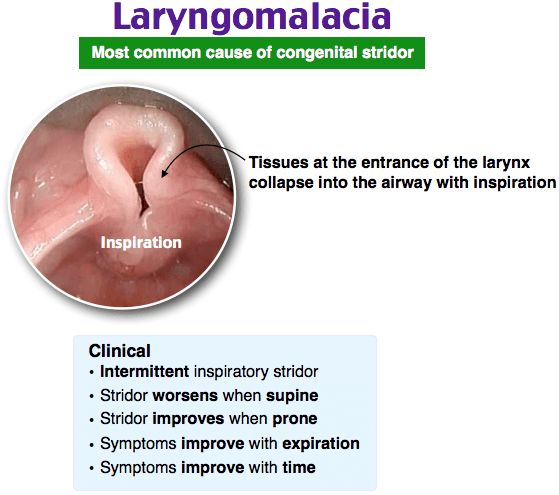 Laryngomalacia
Most common cause of congenital stridor
Tissues at the entrance of the larynx
collapse into the airway with inspiration
Inspiration
Clinical
• Intermittent inspiratory stridor
• Stridor worsens when supine
• Stridor improves when prone
• Symptoms improve with expiration
• Symptoms improve with time